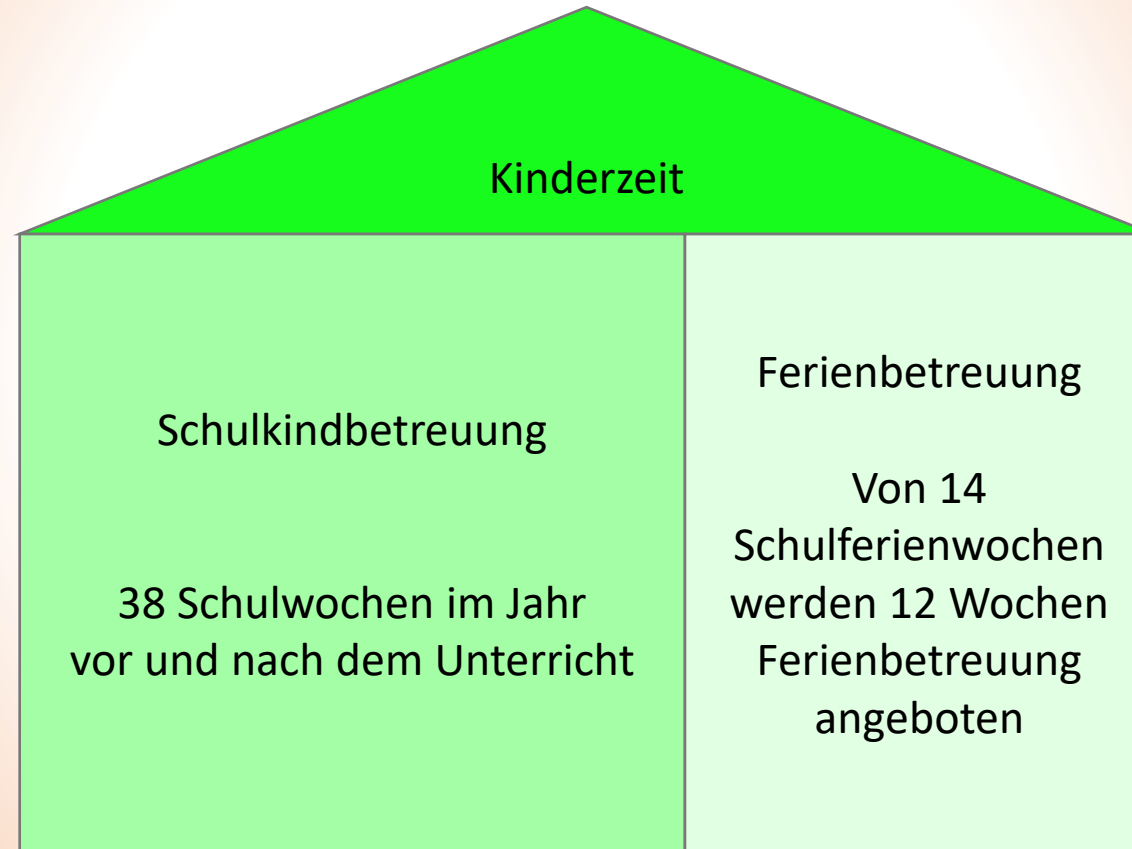 Kinderzeit
Schulkindbetreuung
38 Schulwochen im Jahr
vor und nach dem Unterricht
Ferienbetreuung
Von 14
Schulferienwochen
werden 12 Wochen
Ferienbetreuung
angeboten